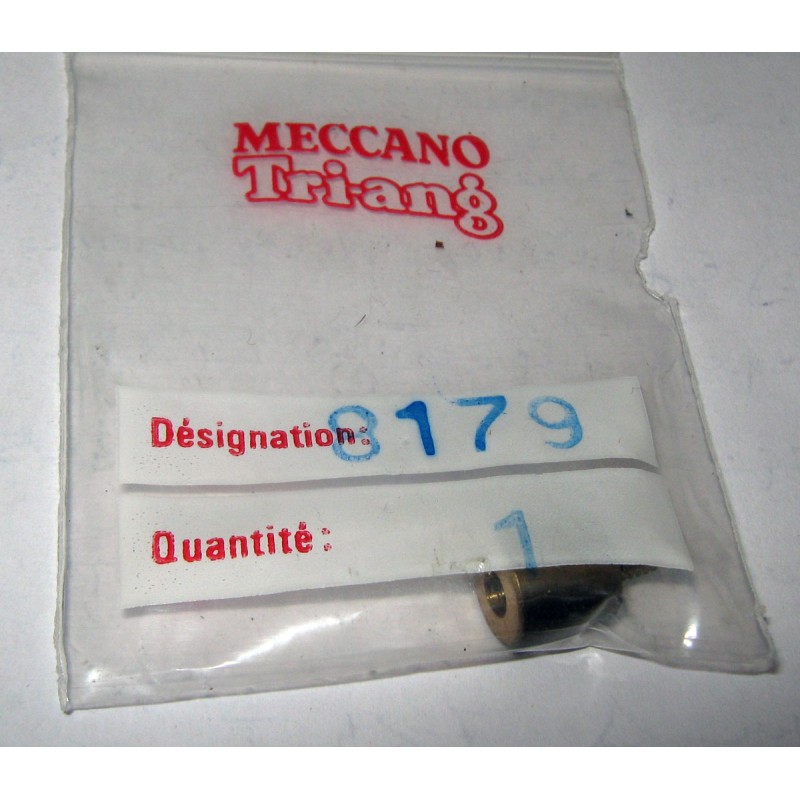 MECCANO
Tri-ang
Désignation: 8179
Quantité: 1